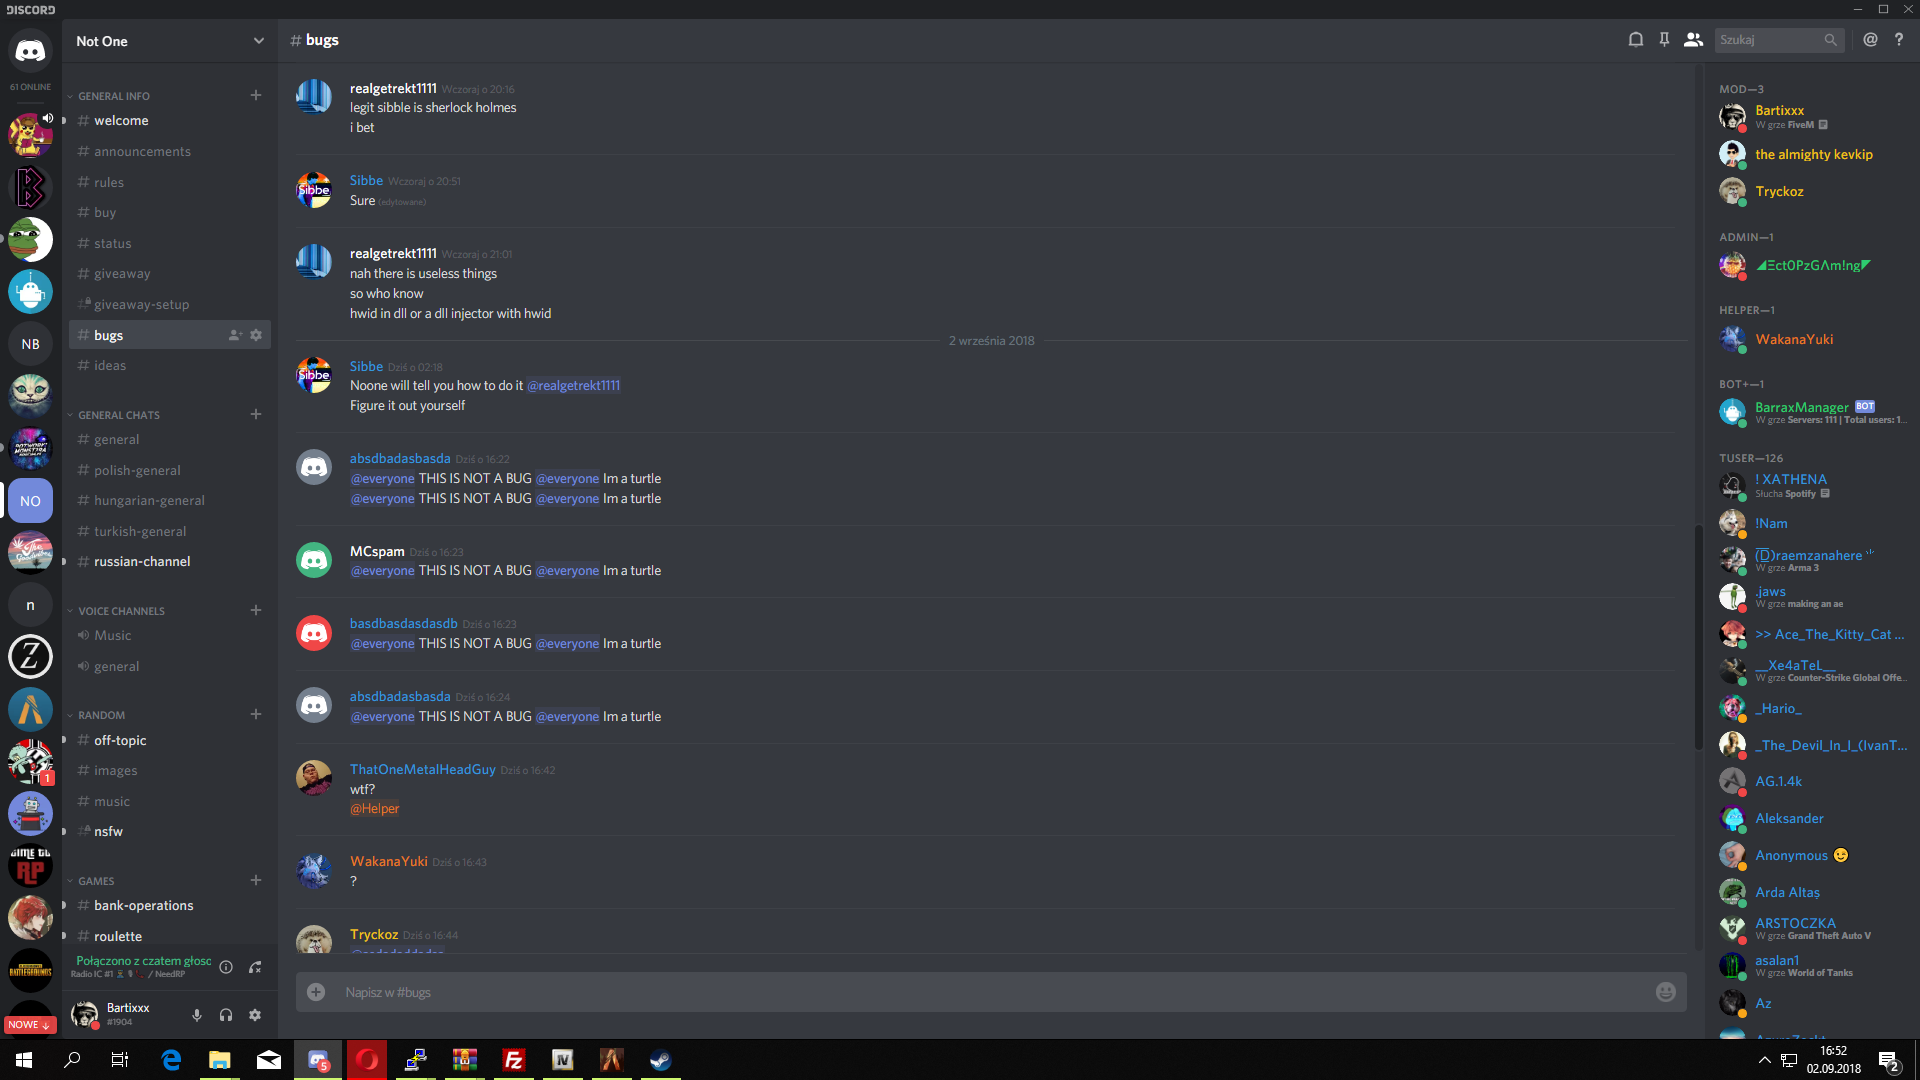 DISCORD
61 ONLINE
NB
NO
n
Z
1
TIME TO
RP
BATTLEGROUNDS
NOWE
Not One
GENERAL INFO
# welcome
# announcements
# rules
# buy
# status
# giveaway
# giveaway-setup
# bugs
# ideas
GENERAL CHATS
# general
# polish-general
# hungarian-general
# turkish-general
# russian-channel
VOICE CHANNELS
Music
general
RANDOM
# off-topic
# images
# music
# nsfw
GAMES
# bank-operations
# roulette
Połączono z czatem głosc
Radio IC #1 / NeedRP
Bartixxx
#1904
# bugs
Szukaj
realgetrekt1111 Wczoraj o 20:16
legit sibble is sherlock holmes
i bet
Sibbe Wczoraj o 20:51
Sure (edytowane)
realgetrekt1111 Wczoraj o 21:01
nah there is useless things
so who know
hwid in dll or a dll injector with hwid
2 września 2018
Sibbe Dziś o 02:18
Noone will tell you how to do it @realgetrekt1111
Figure it out yourself
absdbadasbasda Dziś o 16:22
@everyone THIS IS NOT A BUG @everyone Im a turtle
@everyone THIS IS NOT A BUG @everyone Im a turtle
MCspam Dziś o 16:23
@everyone THIS IS NOT A BUG @everyone Im a turtle
basdbasdasdasdb Dziś o 16:23
@everyone THIS IS NOT A BUG @everyone Im a turtle
absdbadasbasda Dziś o 16:24
@everyone THIS IS NOT A BUG @everyone Im a turtle
ThatOneMetalHeadGuy Dziś o 16:42
wtf?
@Helper
WakanaYuki Dziś o 16:43
?
Tryckoz Dziś o 16:44
Napisz w #bugs
MOD—3
Bartixxx
W grze FiveM
the almighty kevkip
Tryckoz
ADMIN—1
◢Ξct0PzGΛm!ng◤
HELPER—1
WakanaYuki
BOT+—1
BarraxManager BOT
W grze Servers: 111 | Total users: 1...
TUSER—126
! XATHENA
Słucha Spotify
!Nam
(D)raemzanahere
W grze Arma 3
.jaws
W grze making an ae
>> Ace_The_Kitty_Cat ...
__Xe4aTeL__
W grze Counter-Strike Global Offe...
_Hario_
_The_Devil_In_I_(IvanT...
AG.1.4k
Aleksander
Anonymous 😉
Arda Altaş
ARSTOCZKA
W grze Grand Theft Auto V
asalan1
W grze World of Tanks
Az
5
16:52
02.09.2018
2